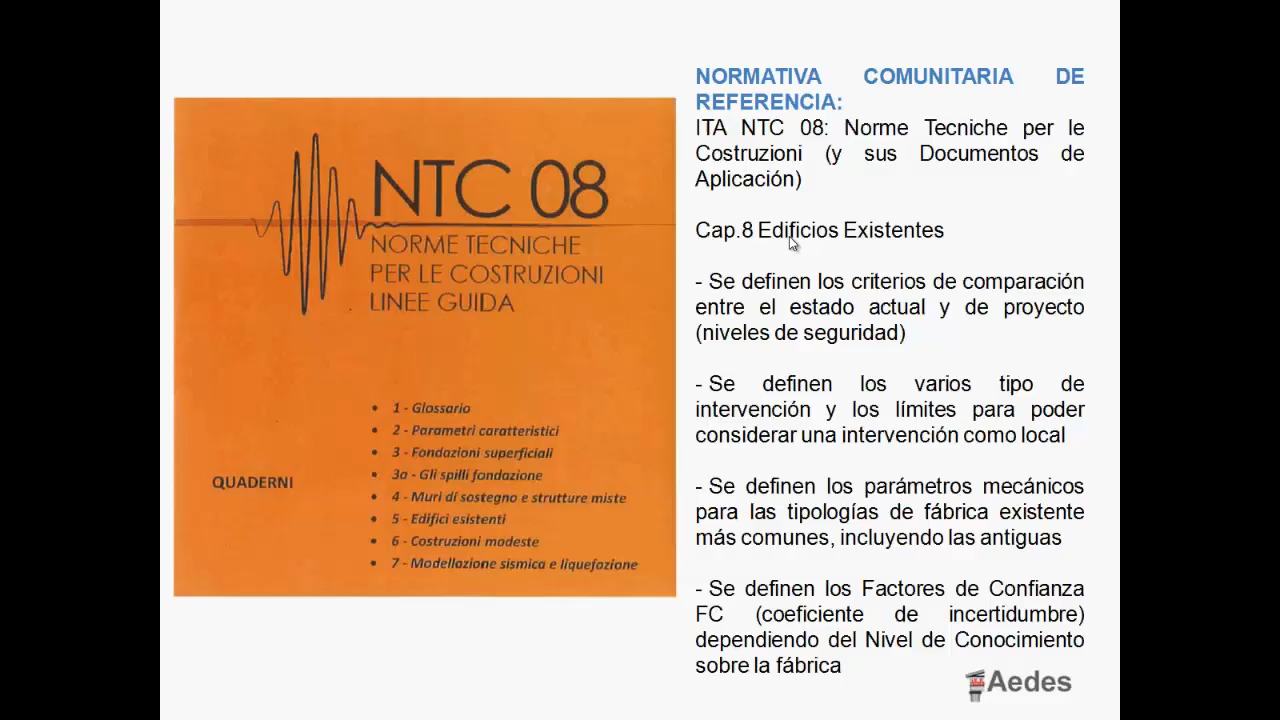 NTC 08
NORME TECNICHE
PER LE COSTRUZIONI
LINEE GUIDA
QUADERNI
• 1 - Glossario
• 2 - Parametri caratteristici
• 3 - Fondazioni superficiali
• 3a - Gli spilli fondazione
• 4 - Muri di sostegno e strutture miste
• 5 - Edifici esistenti
• 6 - Costruzioni modeste
• 7 - Modellazione sismica e liquefazione
NORMATIVA COMUNITARIA DE
REFERENCIA:
ITA NTC 08: Norme Tecniche per le
Costruzioni (y sus Documentos de
Aplicación)
Cap.8 Edificios Existentes
- Se definen los criterios de comparación
entre el estado actual y de proyecto
(niveles de seguridad)
- Se definen los varios tipo de
intervención y los límites para poder
considerar una intervención como local
- Se definen los parámetros mecánicos
para las tipologías de fábrica existente
más comunes, incluyendo las antiguas
- Se definen los Factores de Confianza
FC (coeficiente de incertidumbre)
dependiendo del Nivel de Conocimiento
sobre la fábrica
Aedes